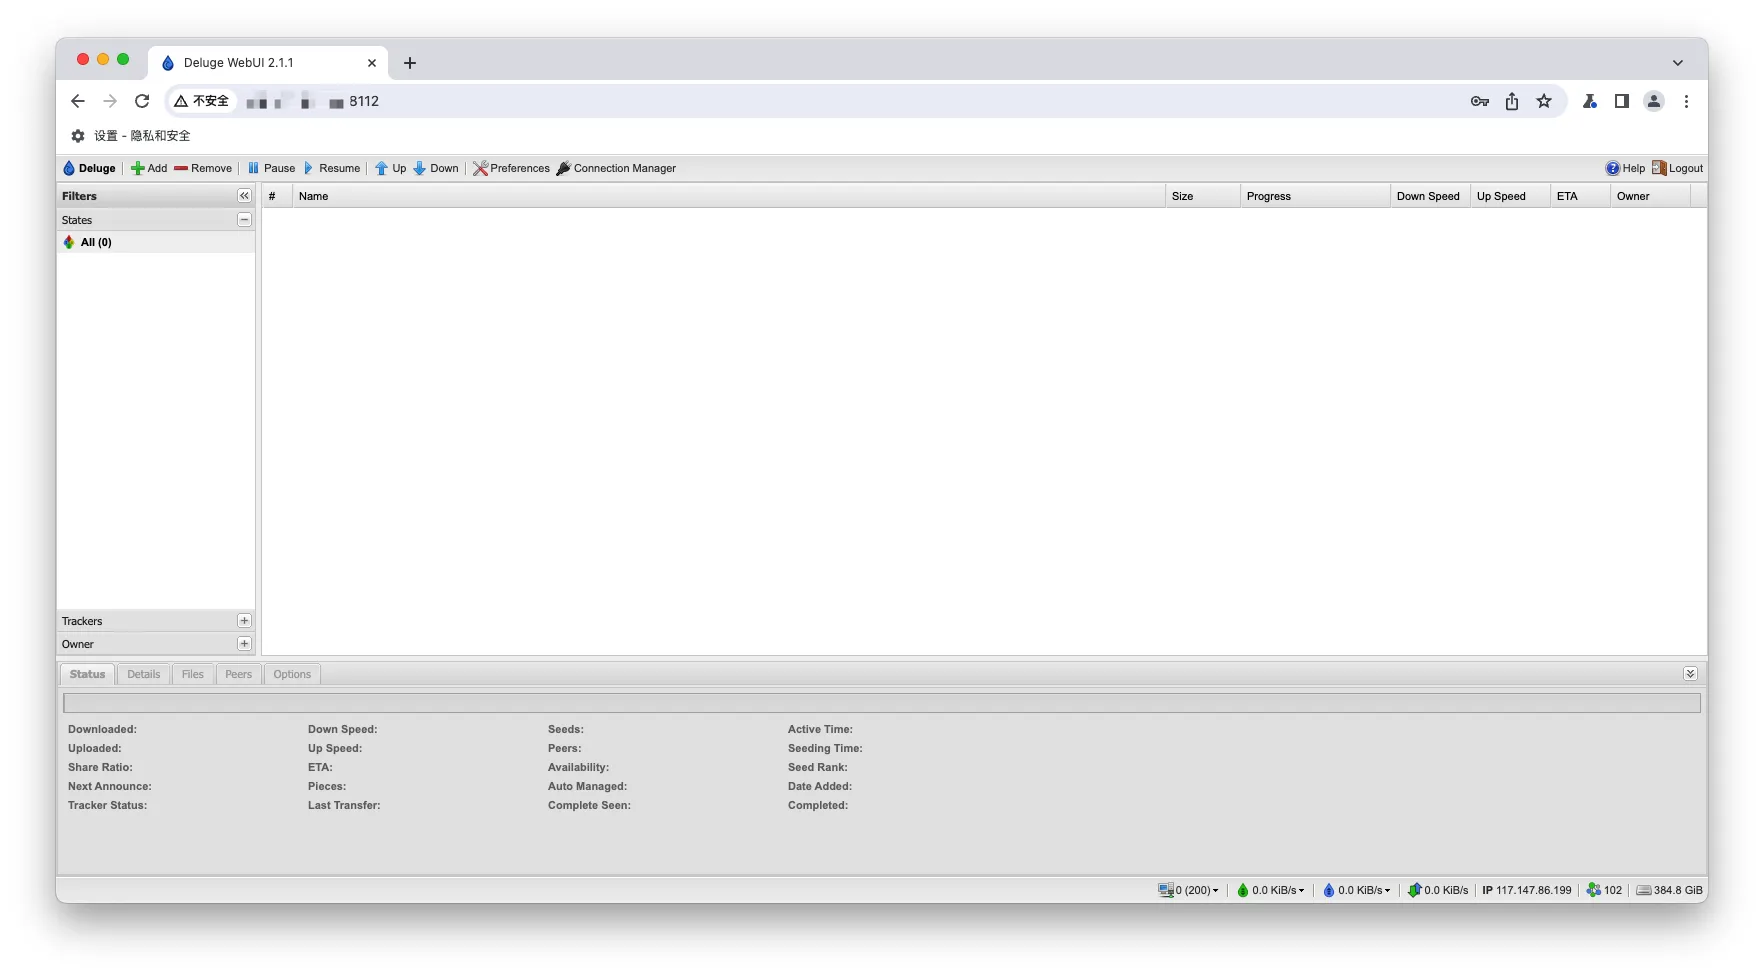 Deluge WebUI 2.1.1
不安全 8112
设置 - 隐私和安全
Deluge Add Remove Pause Resume Up Down Preferences Connection Manager Help Logout
Filters # Name Size Progress Down Speed Up Speed ETA Owner
States
All (0)
Trackers
Owner
Status Details Files Peers Options
Downloaded: Down Speed: Seeds: Active Time:
Uploaded: Up Speed: Peers: Seeding Time:
Share Ratio: ETA: Availability: Seed Rank:
Next Announce: Pieces: Auto Managed: Date Added:
Tracker Status: Last Transfer: Complete Seen: Completed:
0 (200) 0.0 KiB/s 0.0 KiB/s 0.0 KiB/s IP 117.147.86.199 102 384.8 GiB